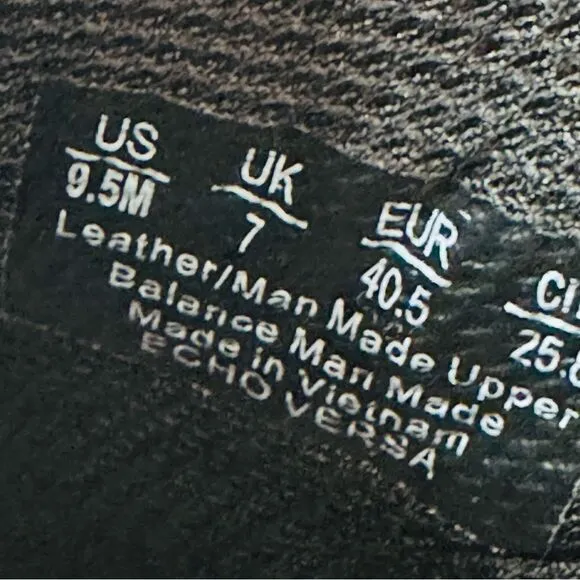 US UK EUR
9.5M 7 40.5
Leather/Man Made Upper
Balance Man Made
Made in Vietnam
ECHO VERSA